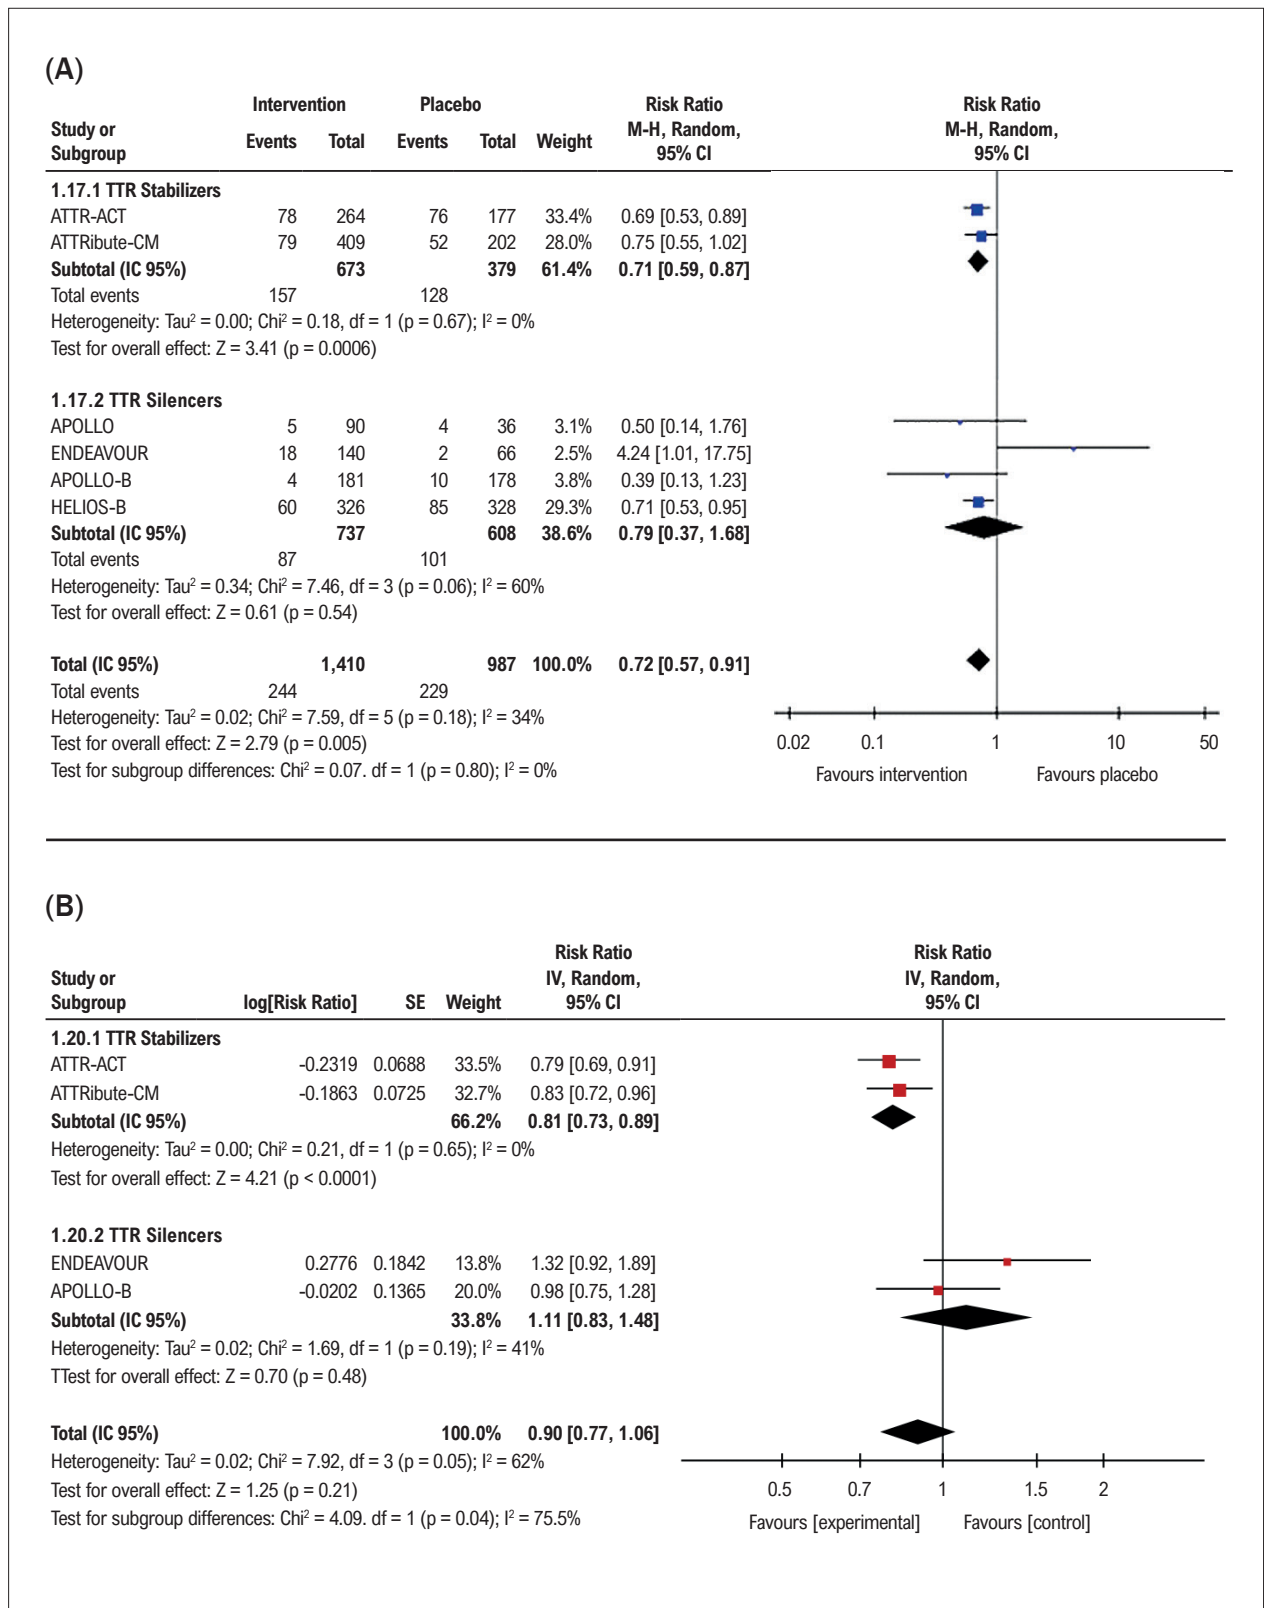 (A)
Intervention Placebo Risk Ratio Risk Ratio
Study or Subgroup Events Total Events Total Weight M-H, Random, 95% CI M-H, Random, 95% CI
1.17.1 TTR Stabilizers
ATTR-ACT 78 264 76 177 33.4% 0.69 [0.53, 0.89]
ATTRibute-CM 79 409 52 202 28.0% 0.75 [0.55, 1.02]
Subtotal (IC 95%) 673 379 61.4% 0.71 [0.59, 0.87]
Total events 157 128
Heterogeneity: Tau² = 0.00; Chi² = 0.18, df = 1 (p = 0.67); I² = 0%
Test for overall effect: Z = 3.41 (p = 0.0006)
1.17.2 TTR Silencers
APOLLO 5 90 4 36 3.1% 0.50 [0.14, 1.76]
ENDEAVOUR 18 140 2 66 2.5% 4.24 [1.01, 17.75]
APOLLO-B 4 181 10 178 3.8% 0.39 [0.13, 1.23]
HELIOS-B 60 326 85 328 29.3% 0.71 [0.53, 0.95]
Subtotal (IC 95%) 737 608 38.6% 0.79 [0.37, 1.68]
Total events 87 101
Heterogeneity: Tau² = 0.34; Chi² = 7.46, df = 3 (p = 0.06); I² = 60%
Test for overall effect: Z = 0.61 (p = 0.54)
Total (IC 95%) 1,410 987 100.0% 0.72 [0.57, 0.91]
Total events 244 229
Heterogeneity: Tau² = 0.02; Chi² = 7.59, df = 5 (p = 0.18); I² = 34%
Test for overall effect: Z = 2.79 (p = 0.005)
Test for subgroup differences: Chi² = 0.07. df = 1 (p = 0.80); I² = 0%
0.02 0.1 1 10 50
Favours intervention Favours placebo
(B)
Risk Ratio Risk Ratio
Study or Subgroup log[Risk Ratio] SE Weight IV, Random, 95% CI IV, Random, 95% CI
1.20.1 TTR Stabilizers
ATTR-ACT -0.2319 0.0688 33.5% 0.79 [0.69, 0.91]
ATTRibute-CM -0.1863 0.0725 32.7% 0.83 [0.72, 0.96]
Subtotal (IC 95%) 66.2% 0.81 [0.73, 0.89]
Heterogeneity: Tau² = 0.00; Chi² = 0.21, df = 1 (p = 0.65); I² = 0%
Test for overall effect: Z = 4.21 (p < 0.0001)
1.20.2 TTR Silencers
ENDEAVOUR 0.2776 0.1842 13.8% 1.32 [0.92, 1.89]
APOLLO-B -0.0202 0.1365 20.0% 0.98 [0.75, 1.28]
Subtotal (IC 95%) 33.8% 1.11 [0.83, 1.48]
Heterogeneity: Tau² = 0.02; Chi² = 1.69, df = 1 (p = 0.19); I² = 41%
TTest for overall effect: Z = 0.70 (p = 0.48)
Total (IC 95%) 100.0% 0.90 [0.77, 1.06]
Heterogeneity: Tau² = 0.02; Chi² = 7.92, df = 3 (p = 0.05); I² = 62%
Test for overall effect: Z = 1.25 (p = 0.21)
Test for subgroup differences: Chi² = 4.09. df = 1 (p = 0.04); I² = 75.5%
0.5 0.7 1 1.5 2
Favours [experimental] Favours [control]